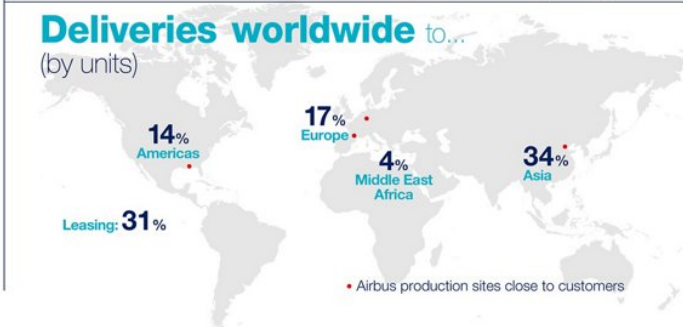 Deliveries worldwide to...
(by units)
14%
Americas
17%
Europe
4%
Middle East
Africa
34%
Asia
Leasing: 31%
• Airbus production sites close to customers